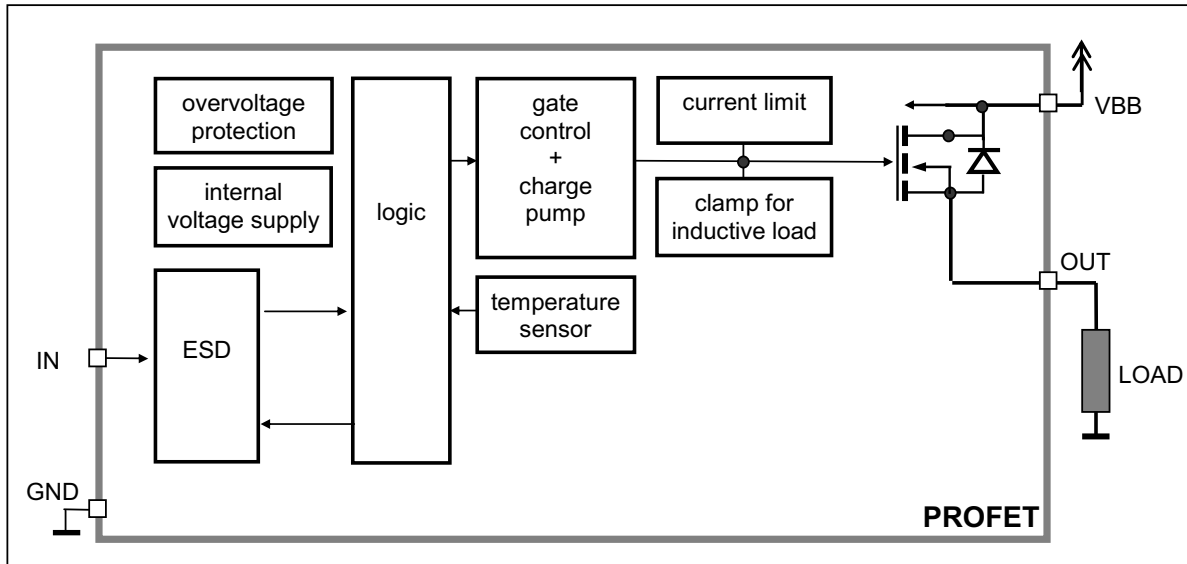 overvoltage
protection
internal
voltage supply
ESD
logic
gate
control
+
charge
pump
temperature
sensor
current limit
clamp for
inductive load
VBB
OUT
LOAD
IN
GND
PROFET